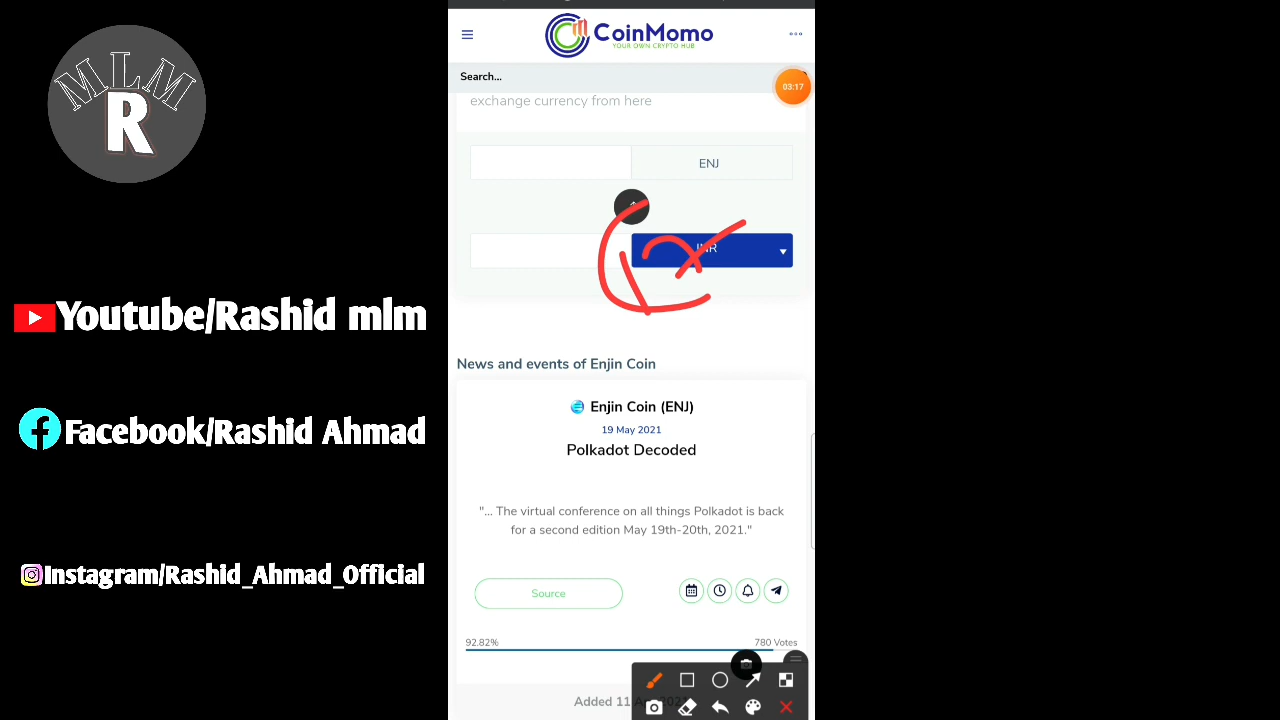 MLM
R
Youtube/Rashid mlm
Facebook/Rashid Ahmad
Instagram/Rashid_Ahmad_Official
CoinMomo
YOUR OWN CRYPTO HUB
Search...
03:17
exchange currency from here
ENJ
INR
News and events of Enjin Coin
Enjin Coin (ENJ)
19 May 2021
Polkadot Decoded
"... The virtual conference on all things Polkadot is back
for a second edition May 19th-20th, 2021."
Source
92.82%
780 Votes
Added 11